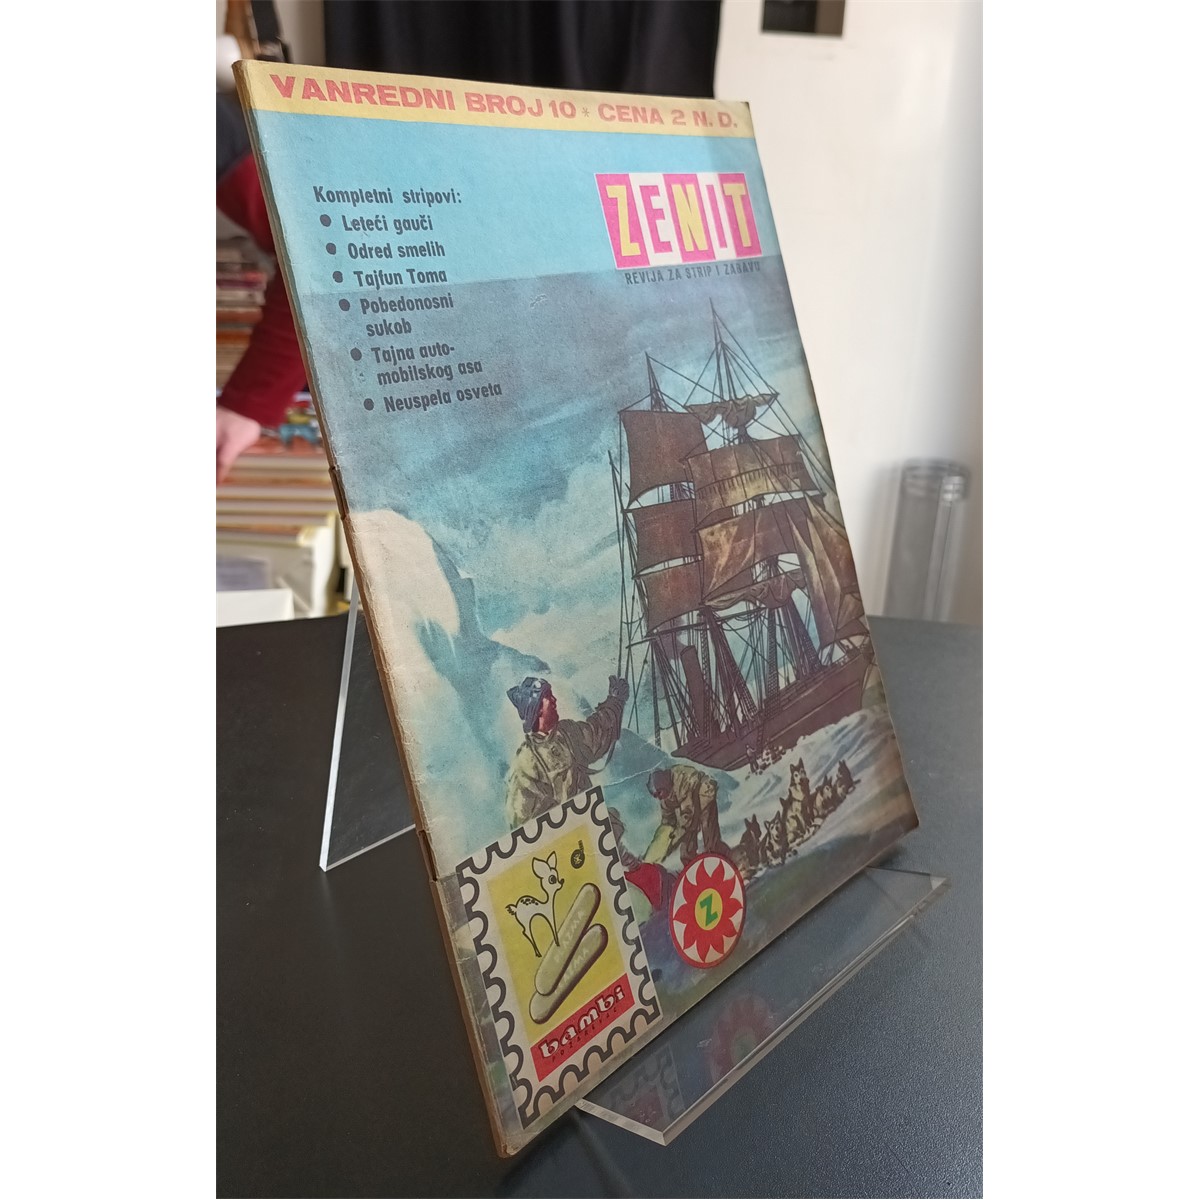 VANREDNI BROJ 10 * CENA 2 N. D.
ZENIT
REVIJA ZA STRIP I ZABAVU
Kompletni stripovi:
• Leteći gauči
• Odred smelih
• Tajfun Toma
• Pobedonosni
sukob
• Tajna auto-
mobilskog asa
• Neuspela osveta
Z
bambi
POŽAREVAC